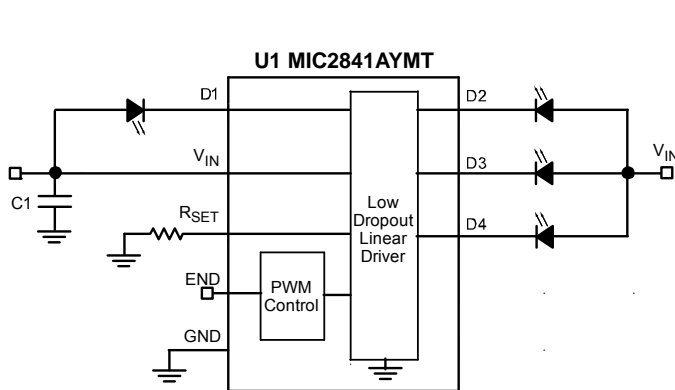 U1 MIC2841AYMT
D1
D2
VIN
D3
VIN
C1
RSET
Low
Dropout
Linear
Driver
D4
END
PWM
Control
GND